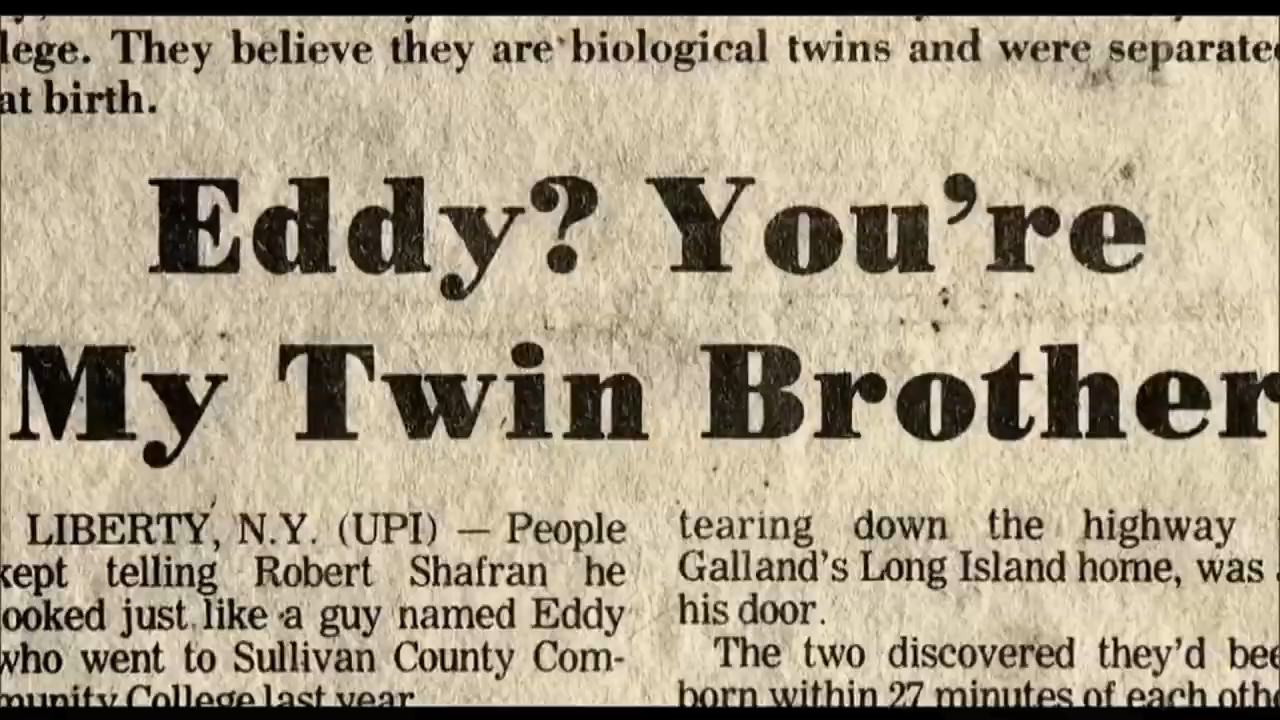 lege. They believe they are biological twins and were separated
at birth.
Eddy? You're
My Twin Brother
LIBERTY, N.Y. (UPI) — People
kept telling Robert Shafran he
looked just like a guy named Eddy
who went to Sullivan County Com-
munity College last year
tearing down the highway
Galland's Long Island home, was
his door.
The two discovered they'd bee
born within 27 minutes of each othe